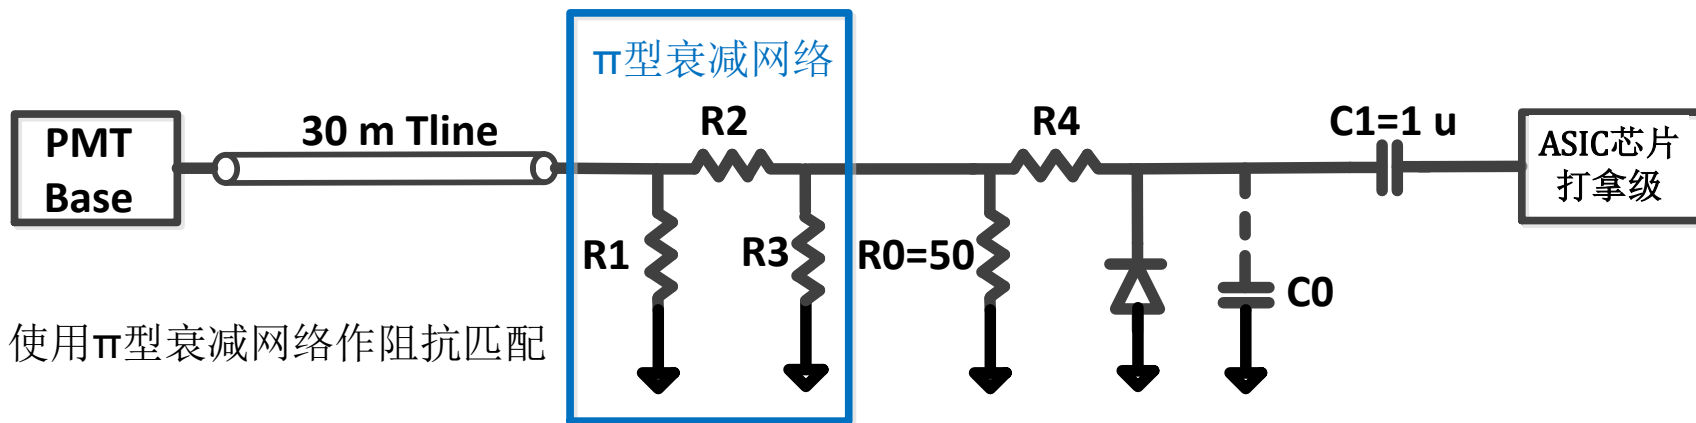 π型衰减网络
PMT
Base
30 m Tline
R2
R4
C1=1 u
ASIC芯片
打拿级
R1
R3
R0=50
C0
使用π型衰减网络作阻抗匹配